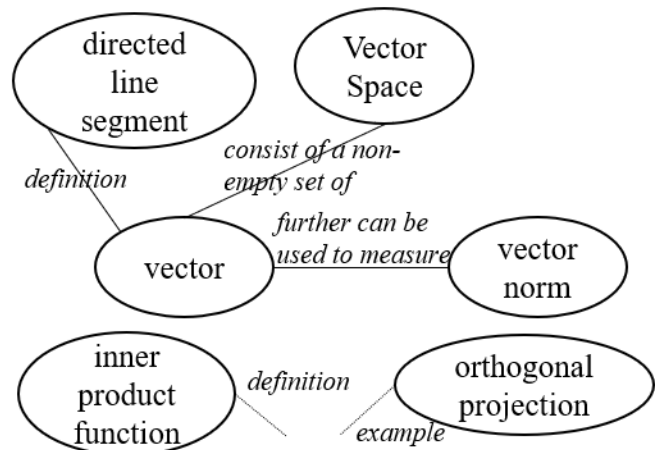 directed
line
segment
Vector
Space
definition
consist of a non-
empty set of
vector
further can be
used to measure
vector
norm
inner
product
function
definition
orthogonal
projection
example